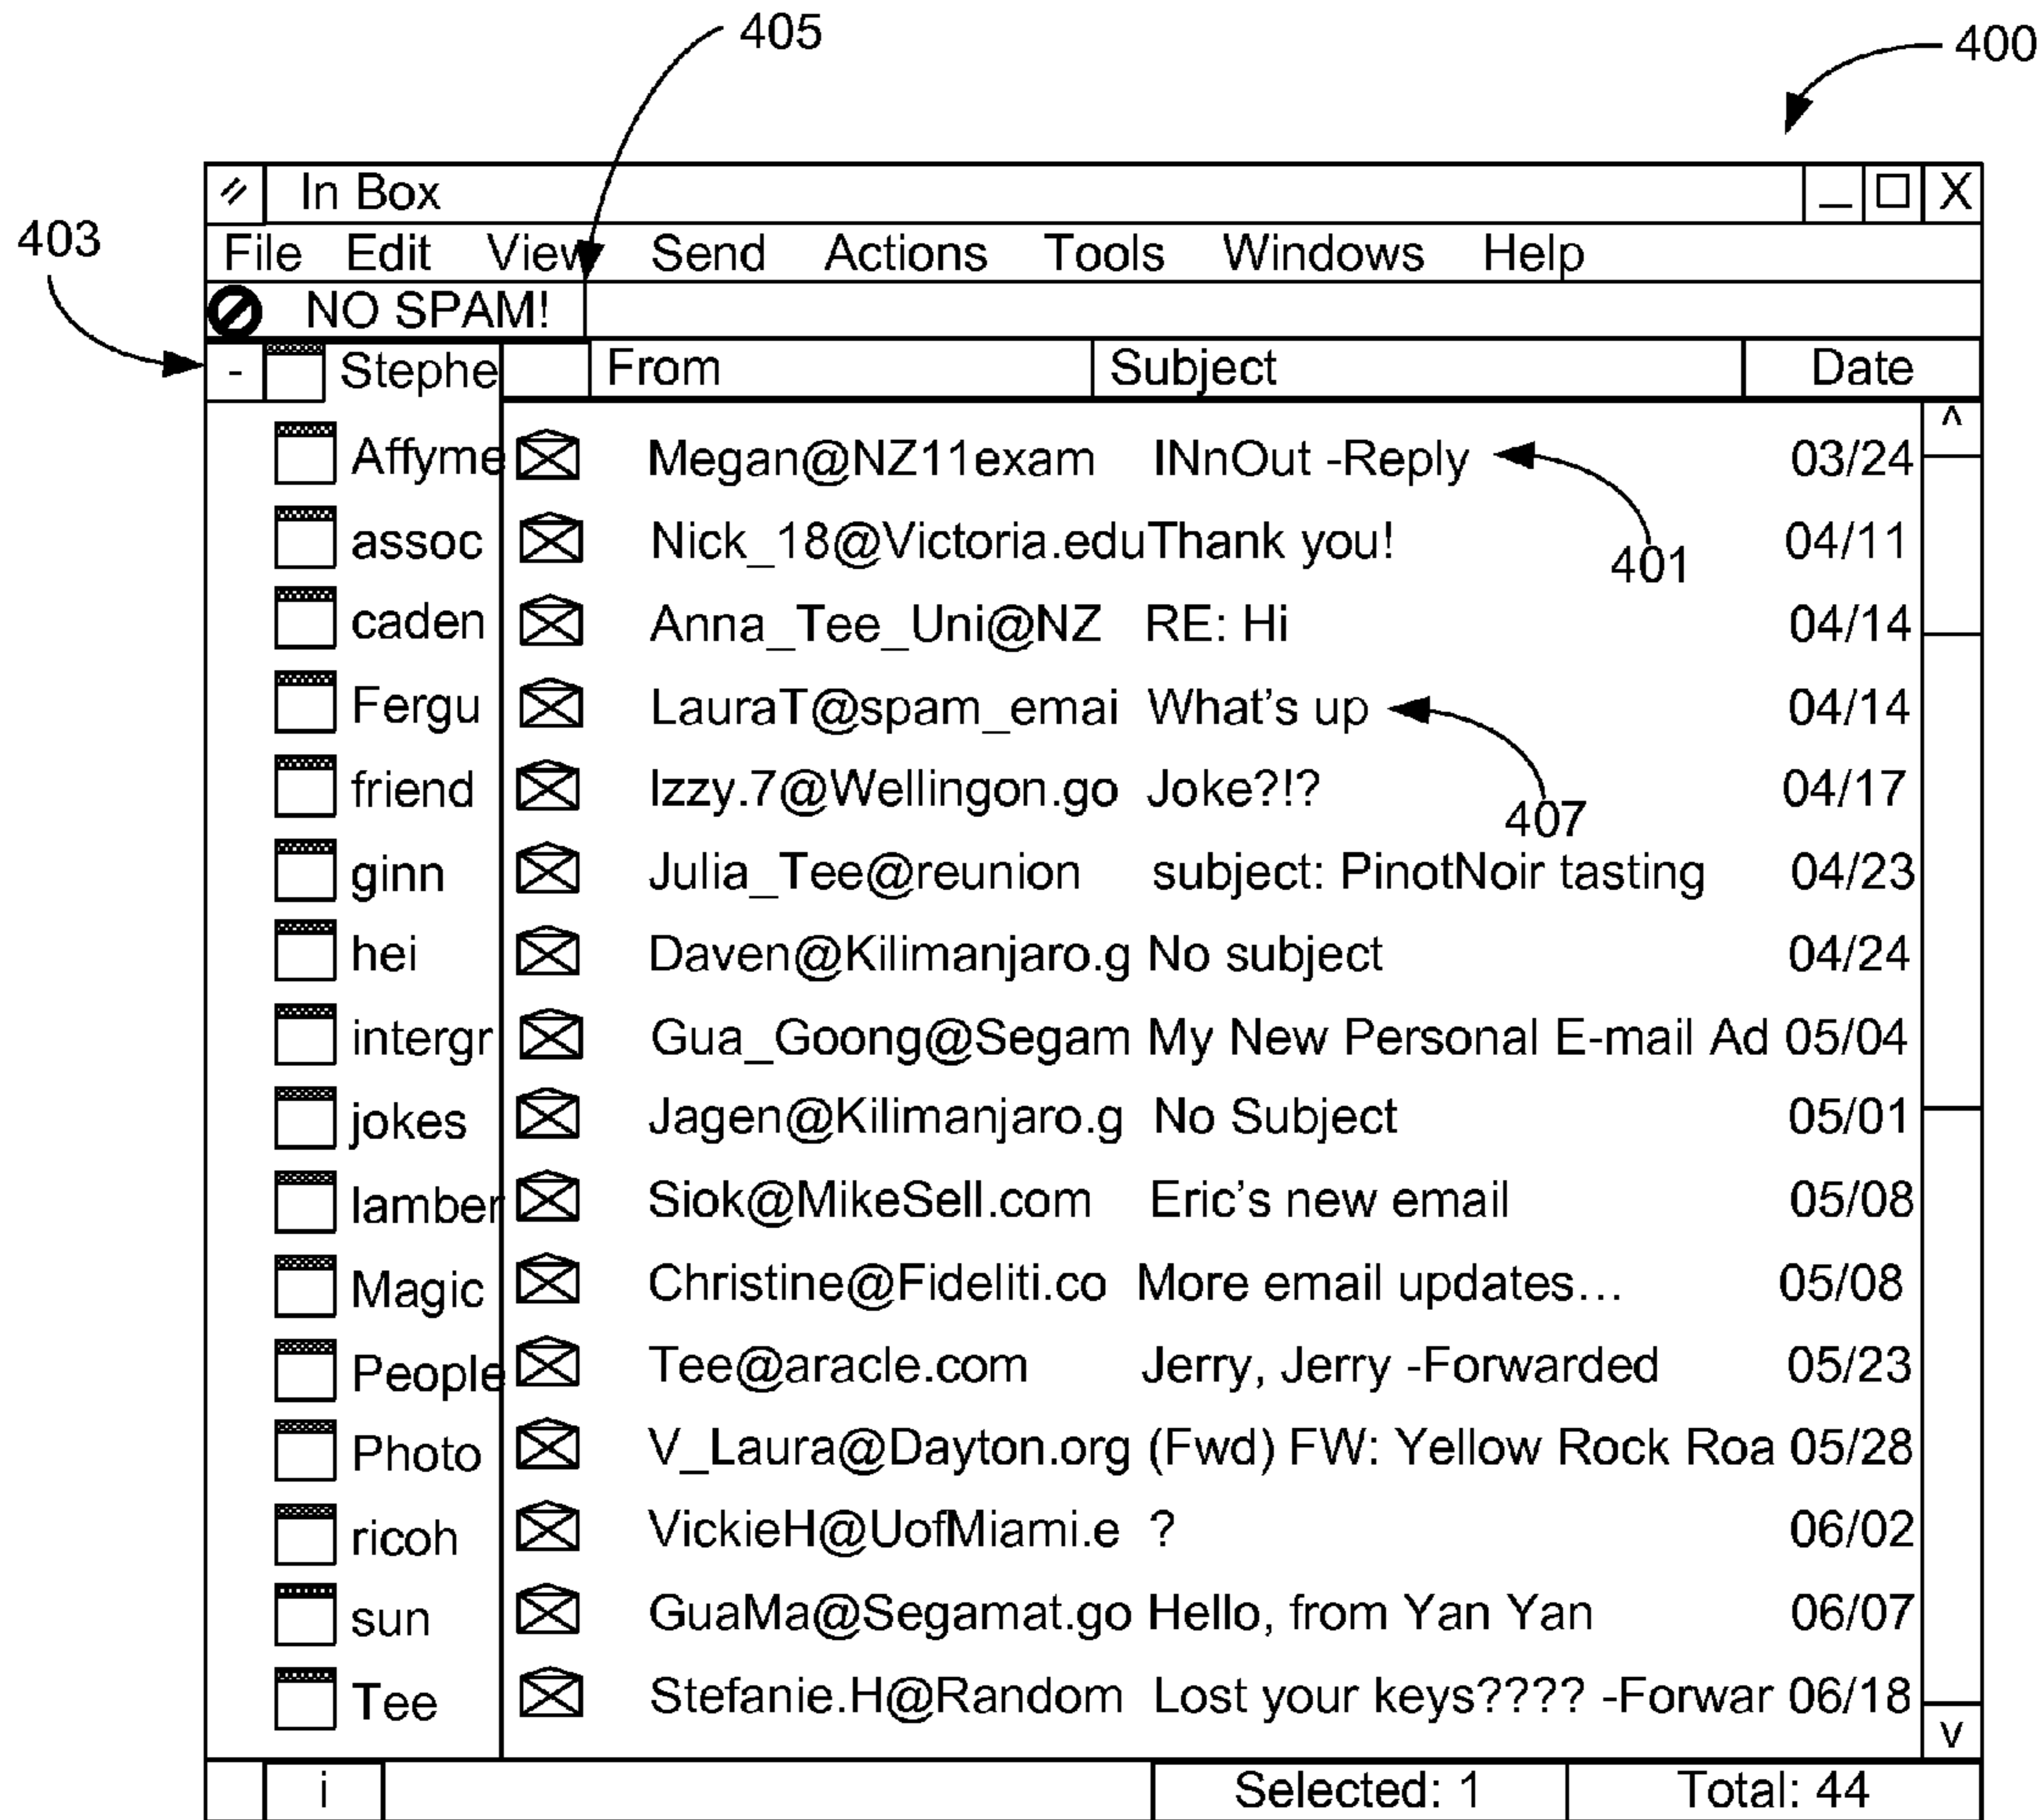 405
400
In Box _ □ X
403
File Edit View Send Actions Tools Windows Help
NO SPAM!
- Stephe From Subject Date
^
Affyme Megan@NZ11exam INnOut -Reply 03/24
assoc Nick_18@Victoria.edu Thank you! 04/11
401
caden Anna_Tee_Uni@NZ RE: Hi 04/14
Fergu LauraT@spam_emai What's up 04/14
friend Izzy.7@Wellingon.go Joke?!? 04/17
407
ginn Julia_Tee@reunion subject: PinotNoir tasting 04/23
hei Daven@Kilimanjaro.g No subject 04/24
intergr Gua_Goong@Segam My New Personal E-mail Ad 05/04
jokes Jagen@Kilimanjaro.g No Subject 05/01
lamber Siok@MikeSell.com Eric's new email 05/08
Magic Christine@Fideliti.co More email updates... 05/08
People Tee@aracle.com Jerry, Jerry -Forwarded 05/23
Photo V_Laura@Dayton.org (Fwd) FW: Yellow Rock Roa 05/28
ricoh VickieH@UofMiami.e ? 06/02
sun GuaMa@Segamat.go Hello, from Yan Yan 06/07
Tee Stefanie.H@Random Lost your keys???? -Forwar 06/18
v
i Selected: 1 Total: 44